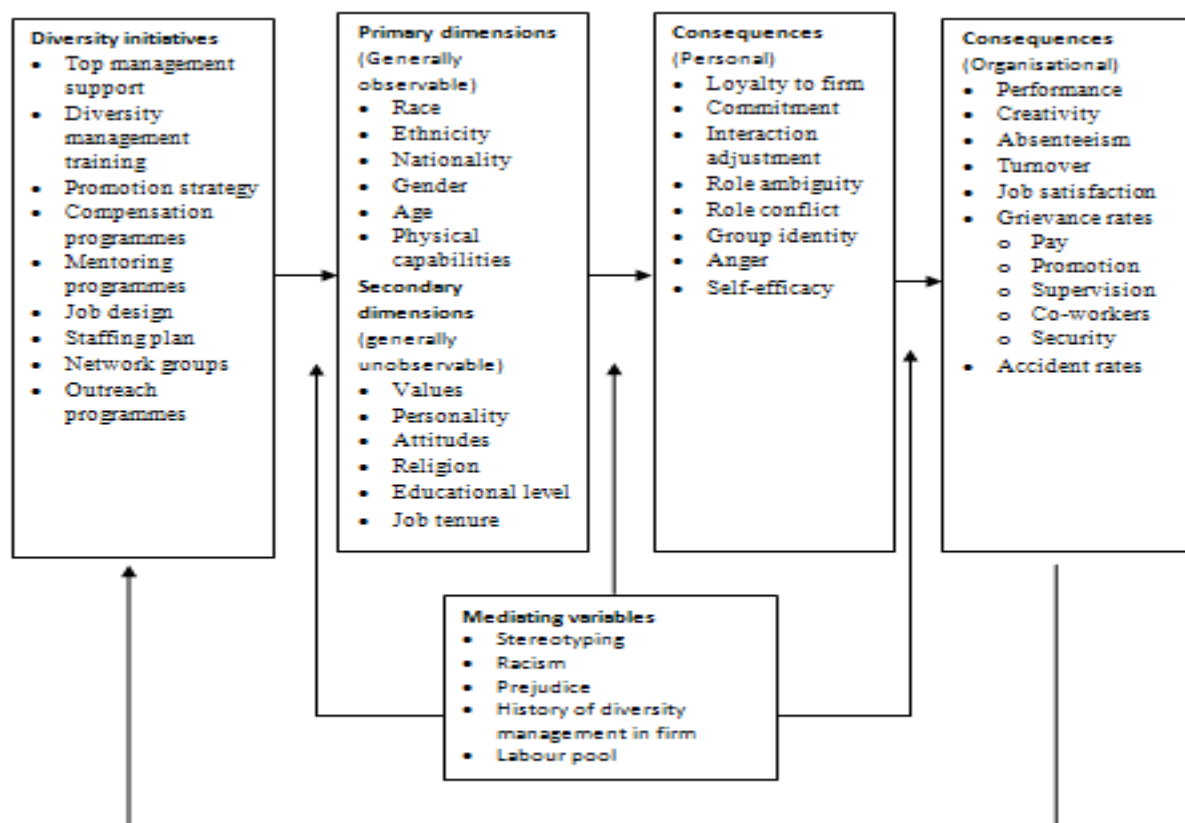 Diversity initiatives
• Top management
support
• Diversity
management
training
• Promotion strategy
• Compensation
programmes
• Mentoring
programmes
• Job design
• Staffing plan
• Network groups
• Outreach
programmes
Primary dimensions
(Generally
observable)
• Race
• Ethnicity
• Nationality
• Gender
• Age
• Physical
capabilities
Secondary
dimensions
(generally
unobservable)
• Values
• Personality
• Attitudes
• Religion
• Educational level
• Job tenure
Consequences
(Personal)
• Loyalty to firm
• Commitment
• Interaction
adjustment
• Role ambiguity
• Role conflict
• Group identity
• Anger
• Self-efficacy
Consequences
(Organisational)
• Performance
• Creativity
• Absenteeism
• Turnover
• Job satisfaction
• Grievance rates
o Pay
o Promotion
o Supervision
o Co-workers
o Security
• Accident rates
Mediating variables
• Stereotyping
• Racism
• Prejudice
• History of diversity
management in firm
• Labour pool